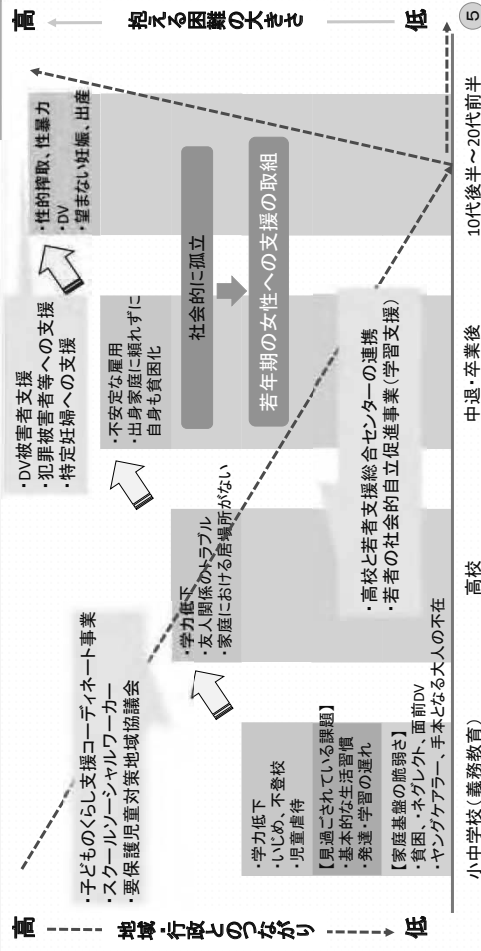 高
地域・行政とのつながり
低
高
抱える困難の大きさ
低
・子どものくらし支援コーディネート事業
・スクールソーシャルワーカー
・要保護児童対策地域協議会
・DV被害者支援
・犯罪被害者等への支援
・特定妊婦への支援
・性的搾取、性暴力
・DV
・望まない妊娠、出産
・不安定な雇用
・出身家庭に頼れずに
自身も貧困化
社会的に孤立
若年期の女性への支援の取組
・学力低下
・友人関係のトラブル
・家庭における居場所がない
・高校と若者支援総合センターの連携
・若者の社会的自立促進事業(学習支援)
・学力低下
・いじめ、不登校
・児童虐待
【見過ごされている課題】
・基本的な生活習慣
・発達・学習の遅れ
【家庭基盤の脆弱さ】
・貧困、・ネグレクト、面前DV
・ヤングケアラー、手本となる大人の不在
小中学校(義務教育)
高校
中退・卒業後
10代後半～20代前半
5